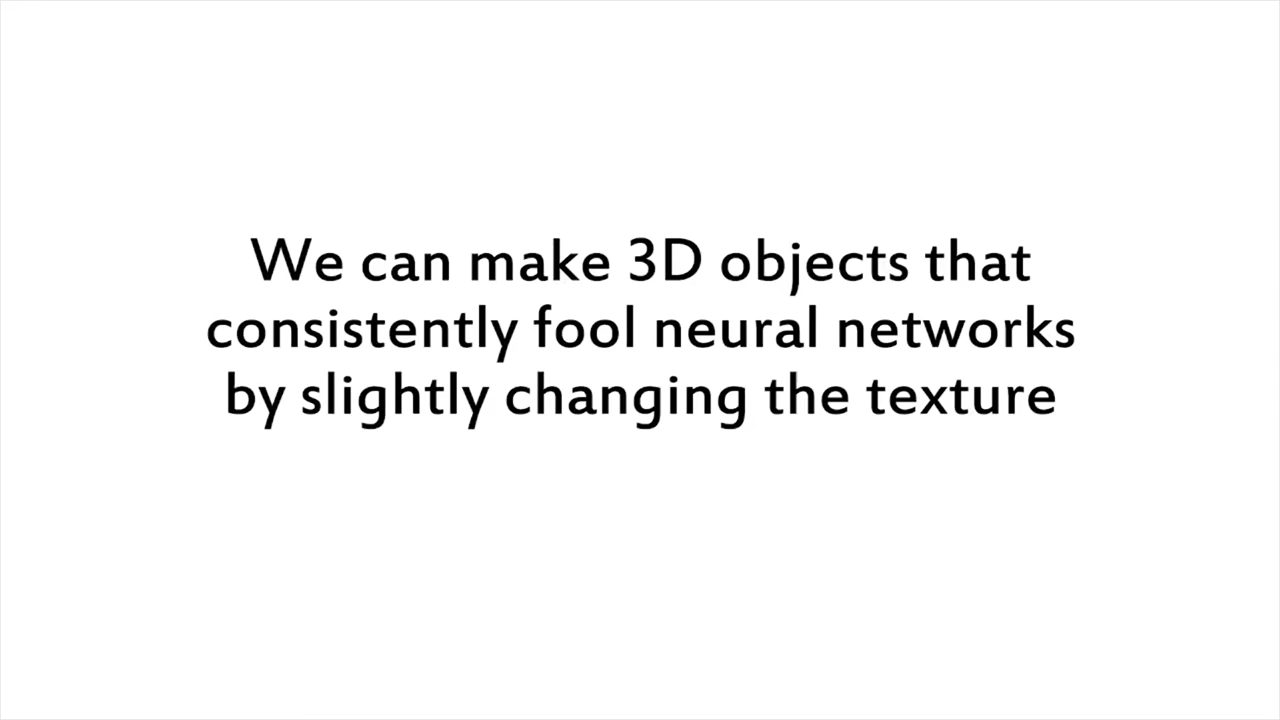 We can make 3D objects that
consistently fool neural networks
by slightly changing the texture